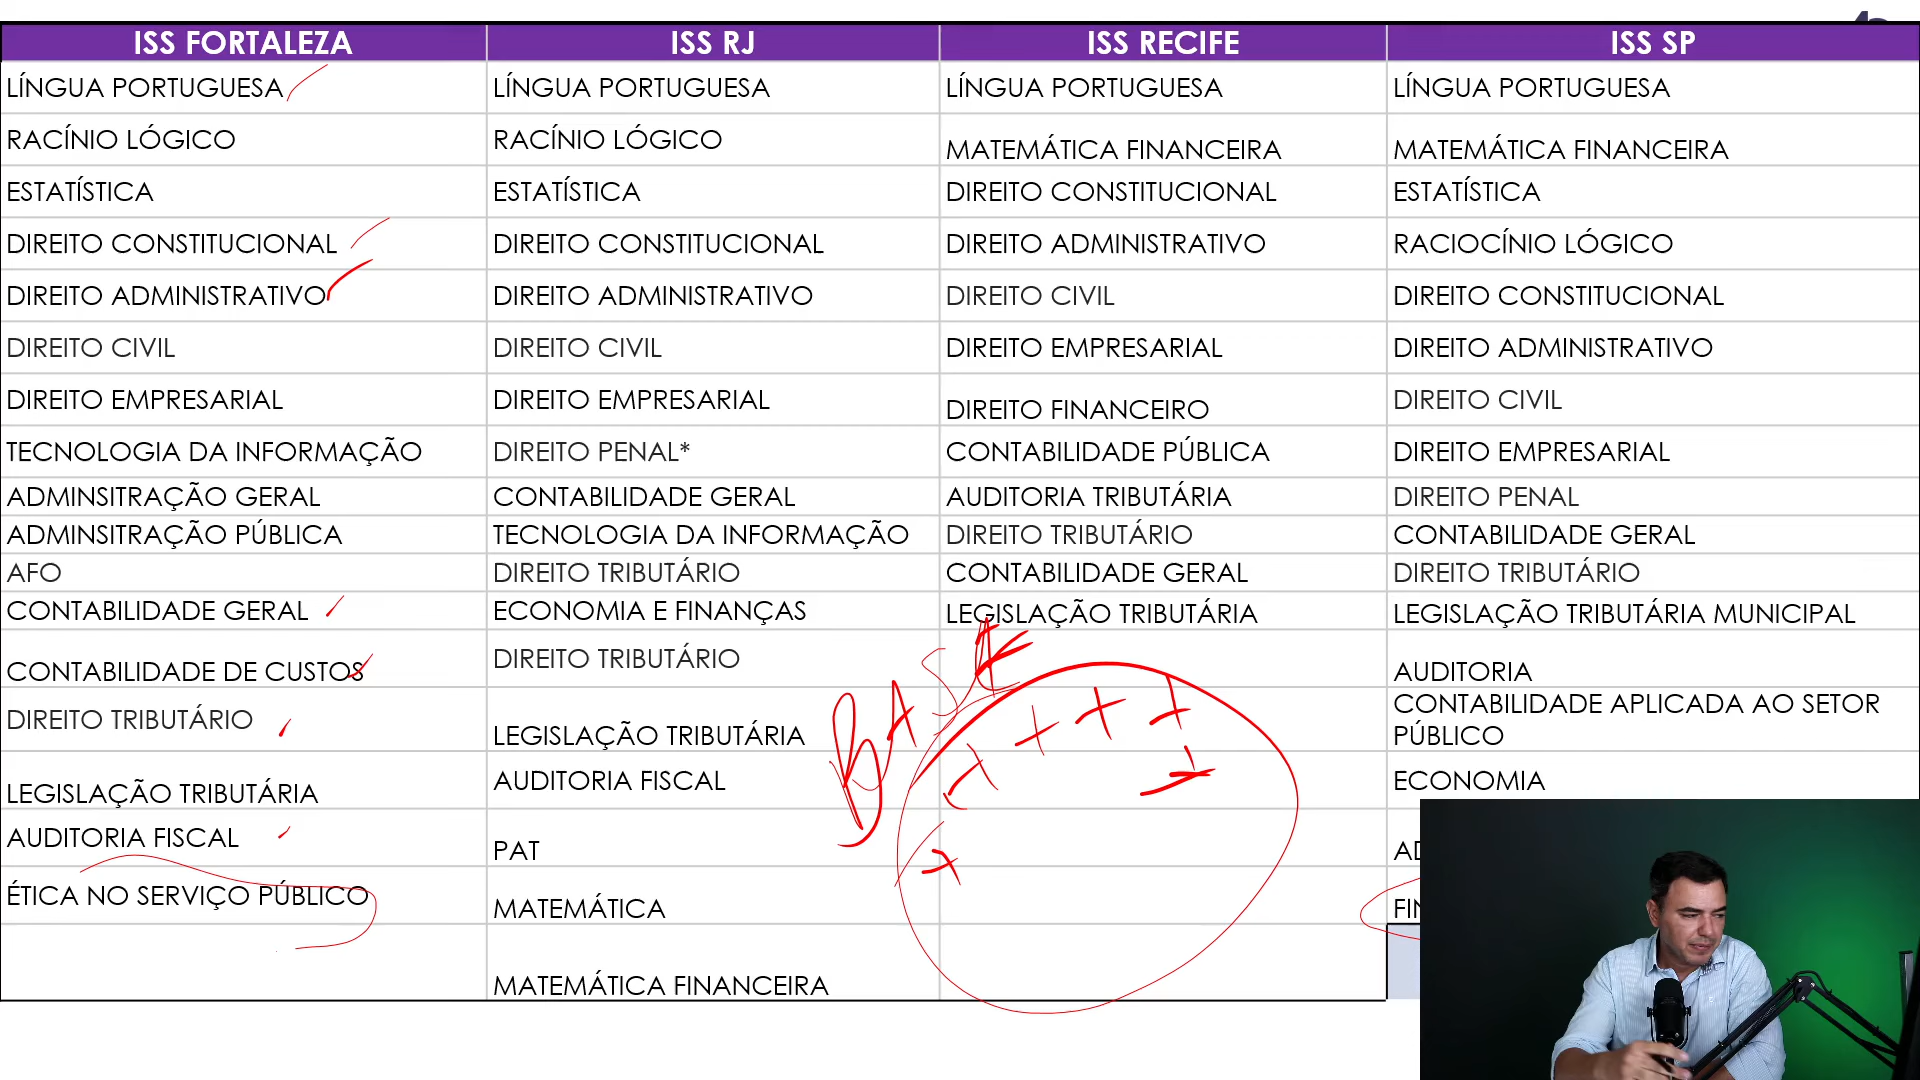 ISS FORTALEZA ISS RJ ISS RECIFE ISS SP
LÍNGUA PORTUGUESA LÍNGUA PORTUGUESA LÍNGUA PORTUGUESA LÍNGUA PORTUGUESA
RACÍNIO LÓGICO RACÍNIO LÓGICO MATEMÁTICA FINANCEIRA MATEMÁTICA FINANCEIRA
ESTATÍSTICA ESTATÍSTICA DIREITO CONSTITUCIONAL ESTATÍSTICA
DIREITO CONSTITUCIONAL DIREITO CONSTITUCIONAL DIREITO ADMINISTRATIVO RACIOCÍNIO LÓGICO
DIREITO ADMINISTRATIVO DIREITO ADMINISTRATIVO DIREITO CIVIL DIREITO CONSTITUCIONAL
DIREITO CIVIL DIREITO CIVIL DIREITO EMPRESARIAL DIREITO ADMINISTRATIVO
DIREITO EMPRESARIAL DIREITO EMPRESARIAL DIREITO FINANCEIRO DIREITO CIVIL
TECNOLOGIA DA INFORMAÇÃO DIREITO PENAL* CONTABILIDADE PÚBLICA DIREITO EMPRESARIAL
ADMINSITRAÇÃO GERAL CONTABILIDADE GERAL AUDITORIA TRIBUTÁRIA DIREITO PENAL
ADMINSITRAÇÃO PÚBLICA TECNOLOGIA DA INFORMAÇÃO DIREITO TRIBUTÁRIO CONTABILIDADE GERAL
AFO DIREITO TRIBUTÁRIO CONTABILIDADE GERAL DIREITO TRIBUTÁRIO
CONTABILIDADE GERAL ECONOMIA E FINANÇAS LEGISLAÇÃO TRIBUTÁRIA LEGISLAÇÃO TRIBUTÁRIA MUNICIPAL
CONTABILIDADE DE CUSTOS DIREITO TRIBUTÁRIO AUDITORIA
DIREITO TRIBUTÁRIO LEGISLAÇÃO TRIBUTÁRIA CONTABILIDADE APLICADA AO SETOR
PÚBLICO
LEGISLAÇÃO TRIBUTÁRIA AUDITORIA FISCAL ECONOMIA
AUDITORIA FISCAL PAT
ÉTICA NO SERVIÇO PÚBLICO MATEMÁTICA
MATEMÁTICA FINANCEIRA
BASE